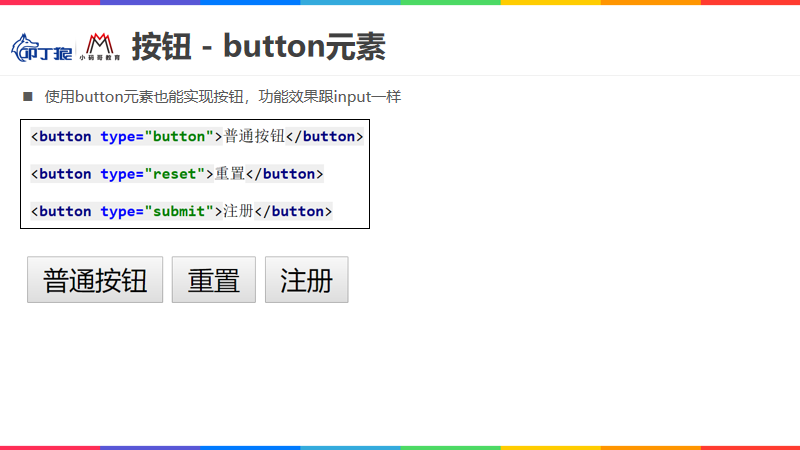 叩丁狼 小码哥教育 按钮 - button元素
■ 使用button元素也能实现按钮，功能效果跟input一样
<button type="button">普通按钮</button>
<button type="reset">重置</button>
<button type="submit">注册</button>
普通按钮 重置 注册